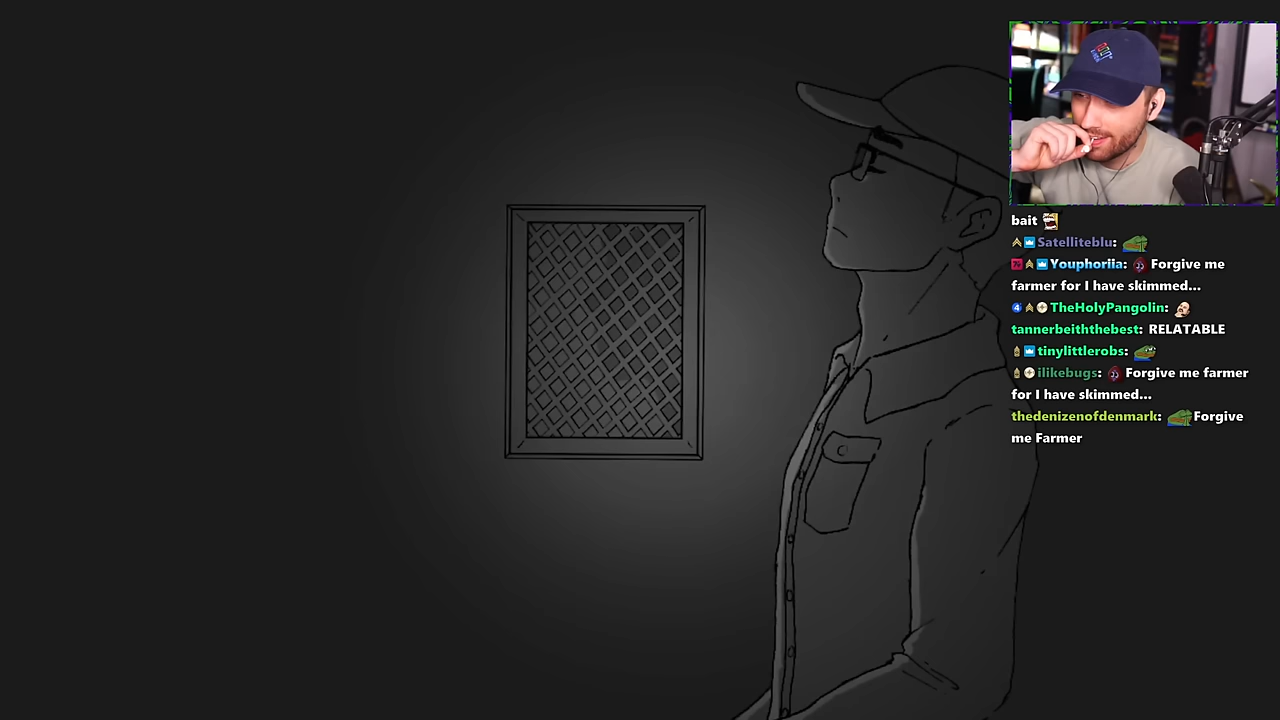 bait
Satelliteblu:
Youphoriia: Forgive me
farmer for I have skimmed...
TheHolyPangolin:
tannerbeiththebest: RELATABLE
tinylittlerobs:
ilikebugs: Forgive me farmer
for I have skimmed...
thedenizenofdenmark: Forgive
me Farmer